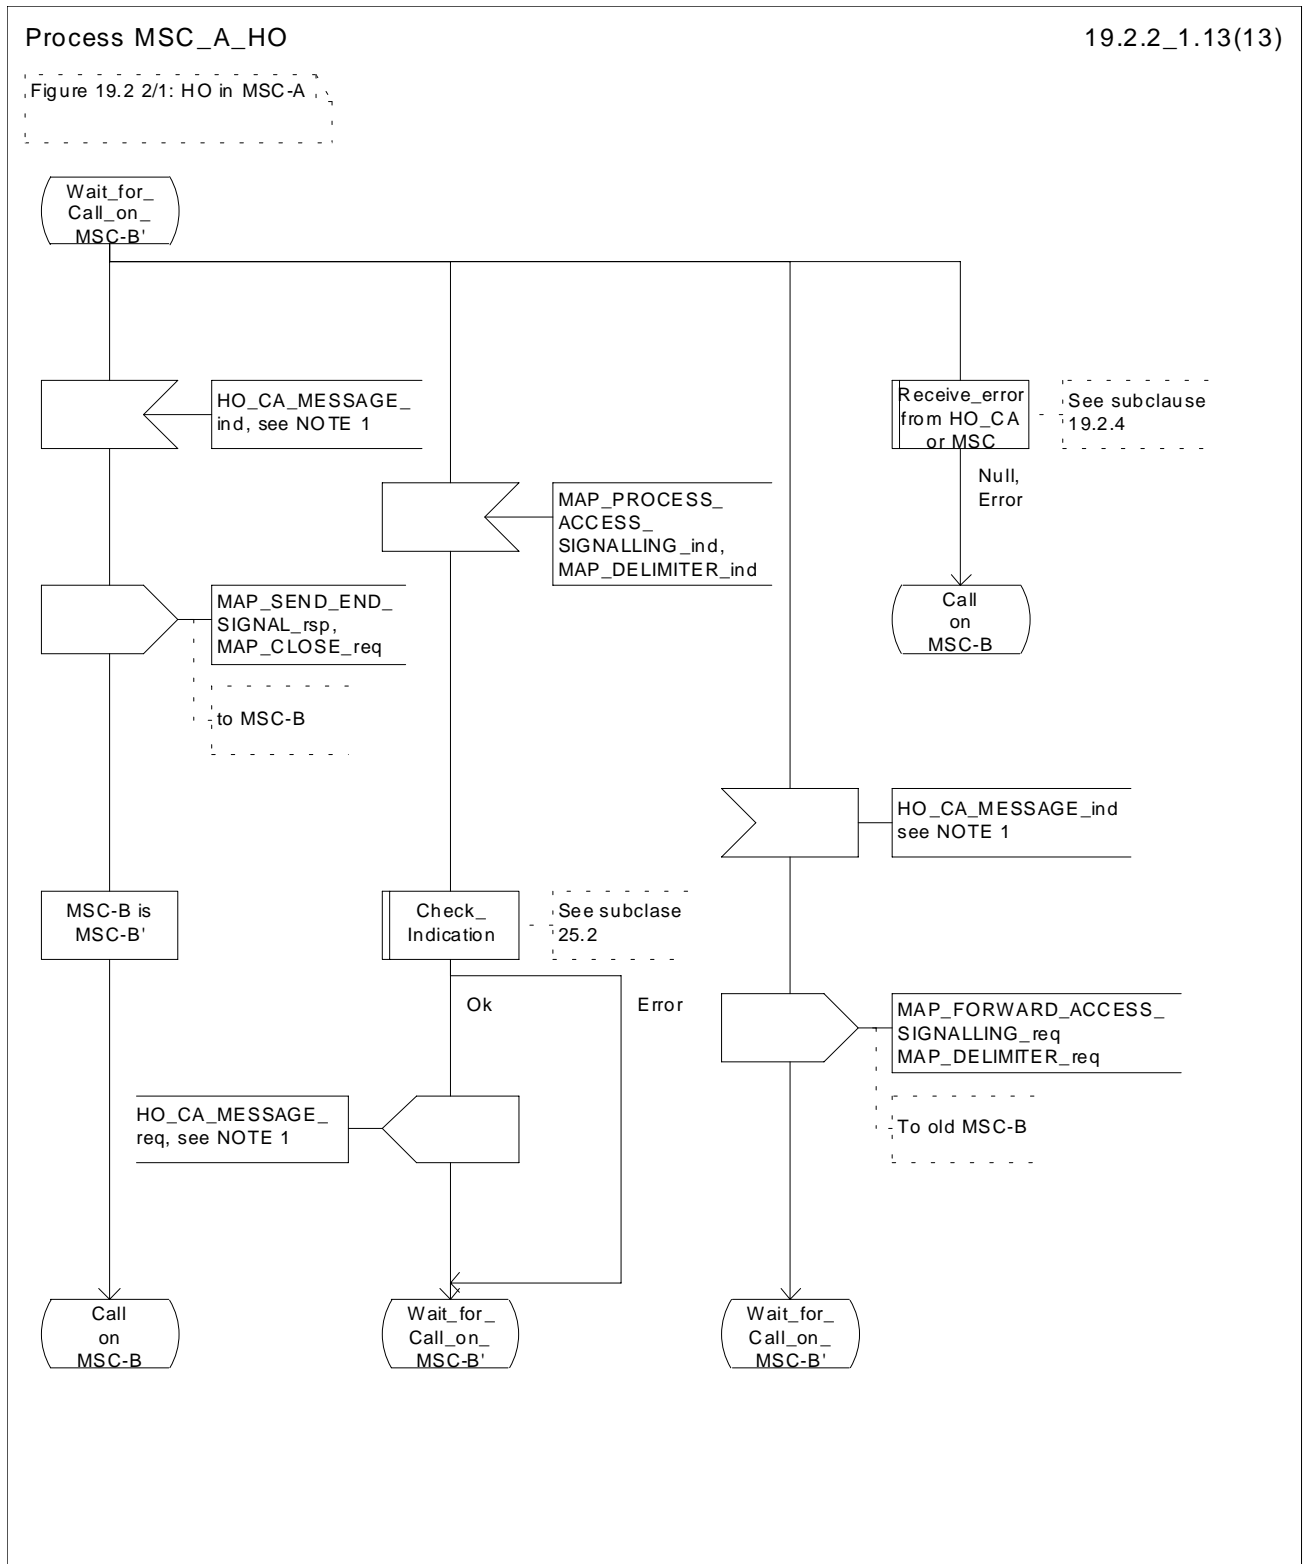 Process MSC_A_HO
19.2.2_1.13(13)
Figure 19.2 2/1: HO in MSC-A
Wait_for_
Call_on_
MSC-B'
HO_CA_MESSAGE_
ind, see NOTE 1
Receive_error
from HO_CA
or MSC
See subclause
19.2.4
Null,
Error
MAP_PROCESS_
ACCESS_
SIGNALLING_ind,
MAP_DELIMITER_ind
MAP_SEND_END_
SIGNAL_rsp,
MAP_CLOSE_req
to MSC-B
Call
on
MSC-B
HO_CA_MESSAGE_ind
see NOTE 1
MSC-B is
MSC-B'
Check_
Indication
See subclase
25.2
Ok
Error
MAP_FORWARD_ACCESS_
SIGNALLING_req
MAP_DELIMITER_req
To old MSC-B
HO_CA_MESSAGE_
req, see NOTE 1
Call
on
MSC-B
Wait_for_
Call_on_
MSC-B'
Wait_for_
Call_on_
MSC-B'